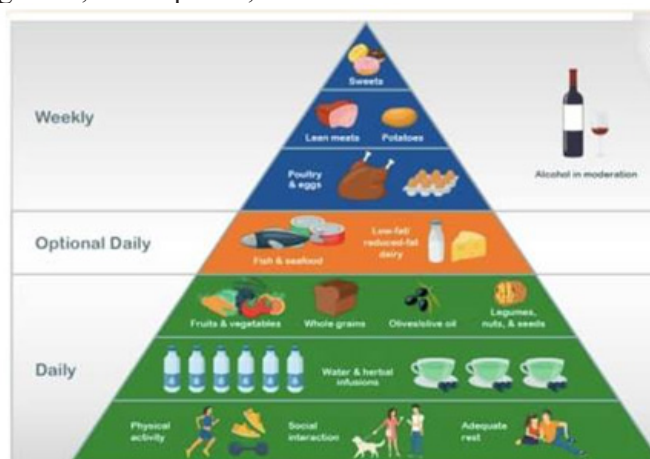 Sweets
Weekly
Lean meats
Potatoes
Poultry
& eggs
Alcohol in moderation
Optional Daily
Low-fat/
reduced-fat
dairy
Fish & seafood
Fruits & vegetables
Whole grains
Olives/olive oil
Legumes,
nuts, & seeds
Daily
Water & herbal
infusions
Physical
activity
Social
interaction
Adequate
rest